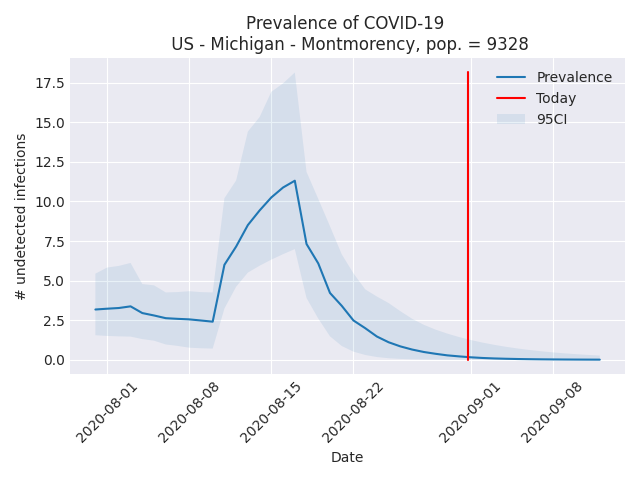 Prevalence of COVID-19
US - Michigan - Montmorency, pop. = 9328
Prevalence
Today
95CI
# undetected infections
17.5
15.0
12.5
10.0
7.5
5.0
2.5
0.0
2020-08-01
2020-08-08
2020-08-15
2020-08-22
2020-09-01
2020-09-08
Date